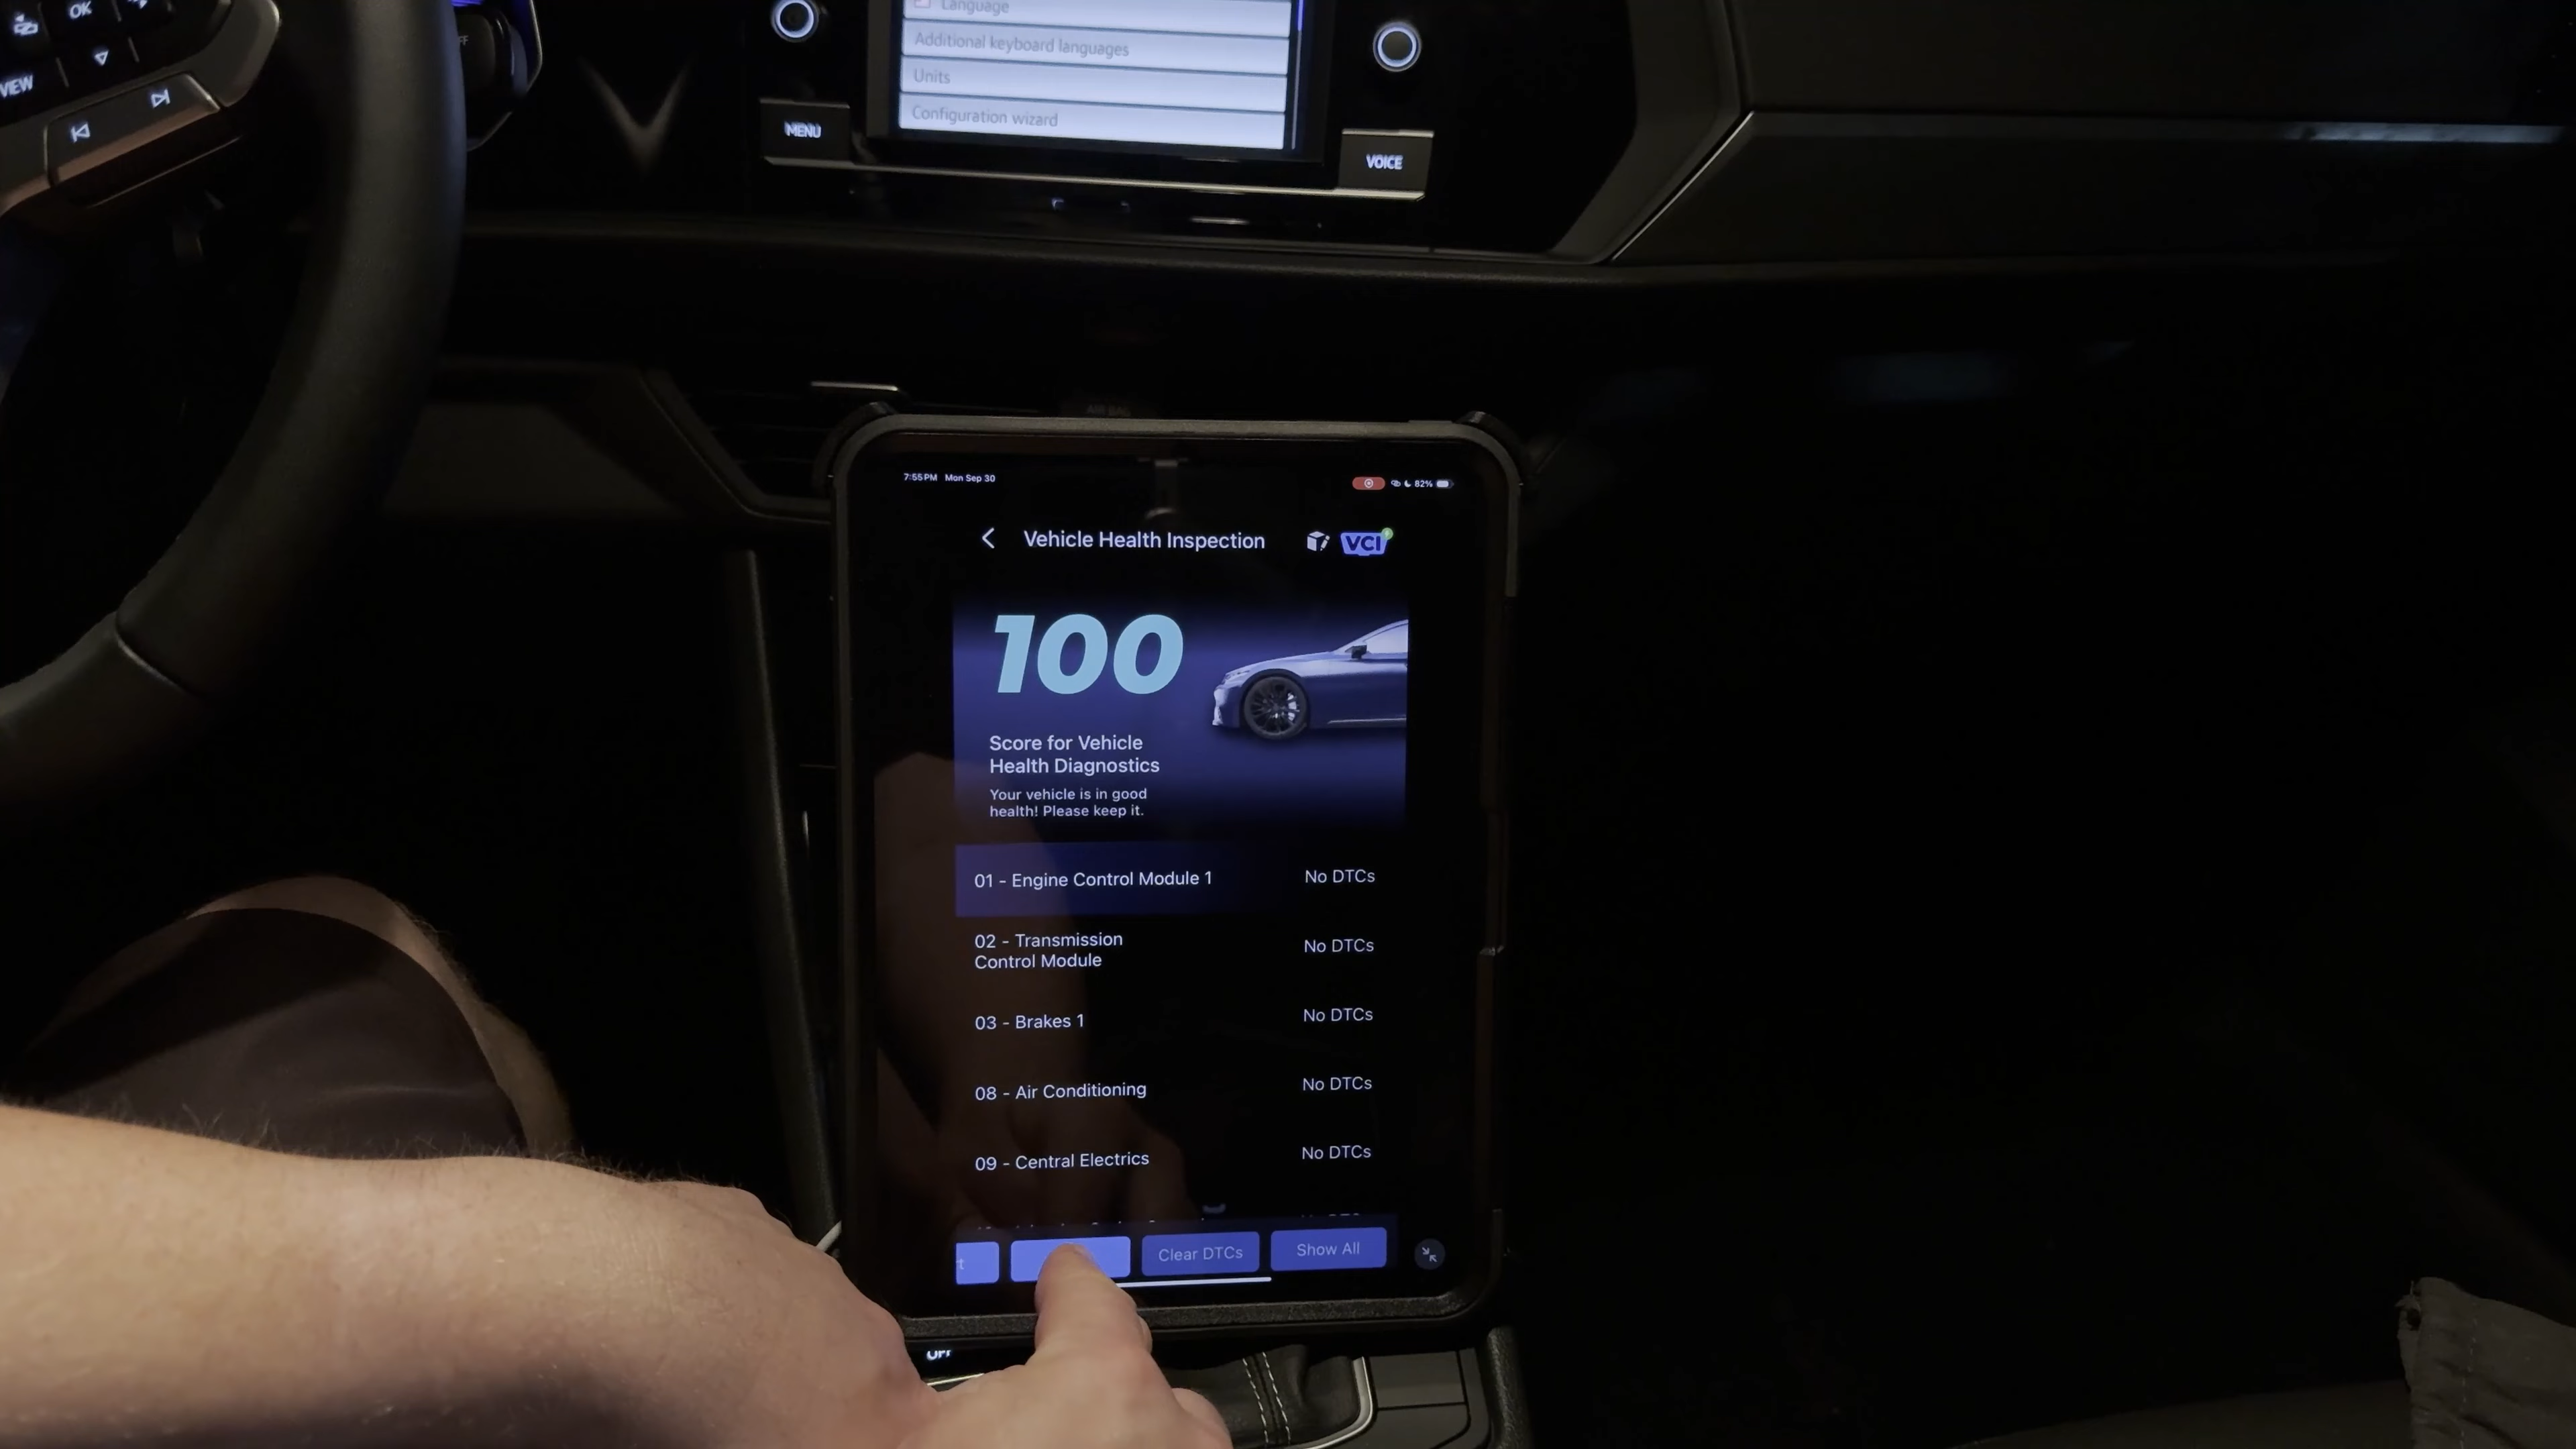 OK
VIEW
Language
Additional keyboard languages
Units
Configuration wizard
MENU
VOICE
7:55 PM Mon Sep 30
82%
Vehicle Health Inspection
VCI
100
Score for Vehicle
Health Diagnostics
Your vehicle is in good
health! Please keep it.
01 - Engine Control Module 1 No DTCs
02 - Transmission
Control Module No DTCs
03 - Brakes 1 No DTCs
08 - Air Conditioning No DTCs
09 - Central Electrics No DTCs
Clear DTCs
Show All
OFF